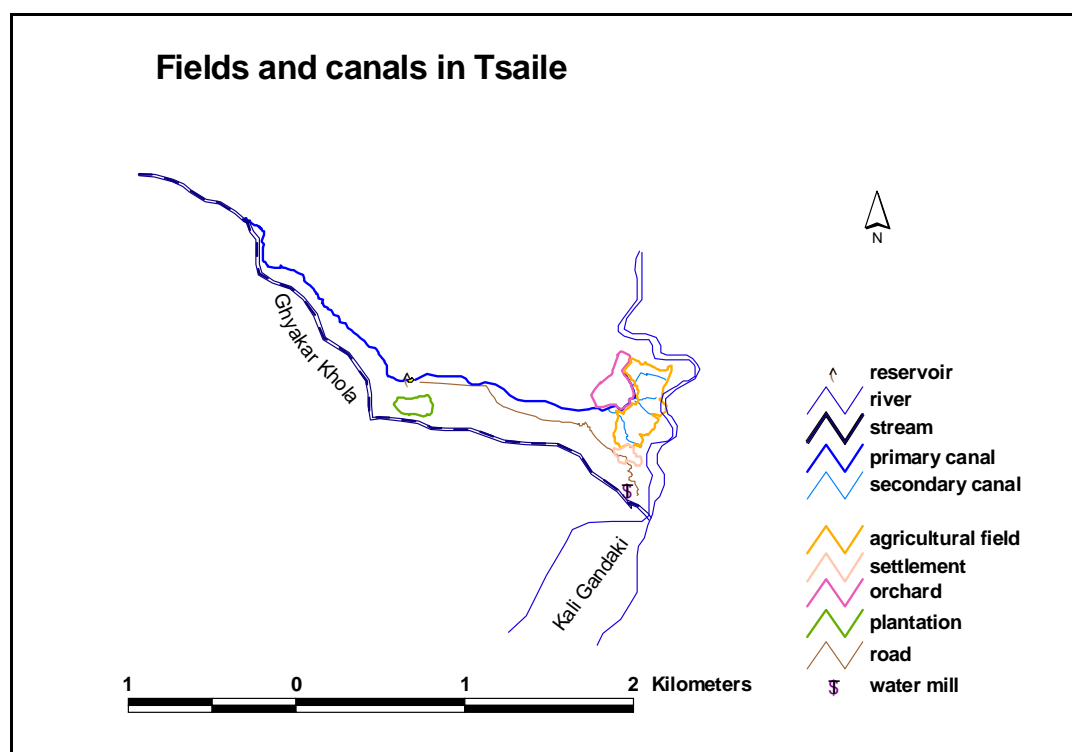 Fields and canals in Tsaile
N
Ghyakar Khola
Kali Gandaki
reservoir
river
stream
primary canal
secondary canal
agricultural field
settlement
orchard
plantation
road
water mill
1 0 1 2 Kilometers